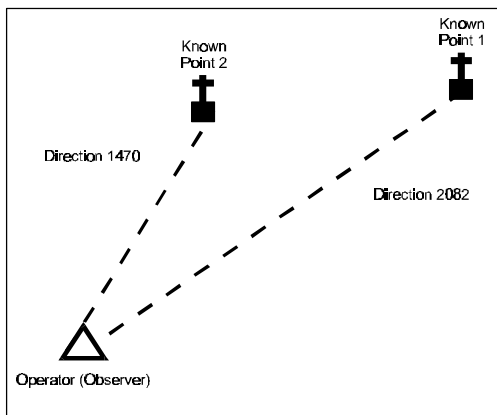 Known
Point 1
Known
Point 2
Direction 1470
Direction 2082
Operator (Observer)